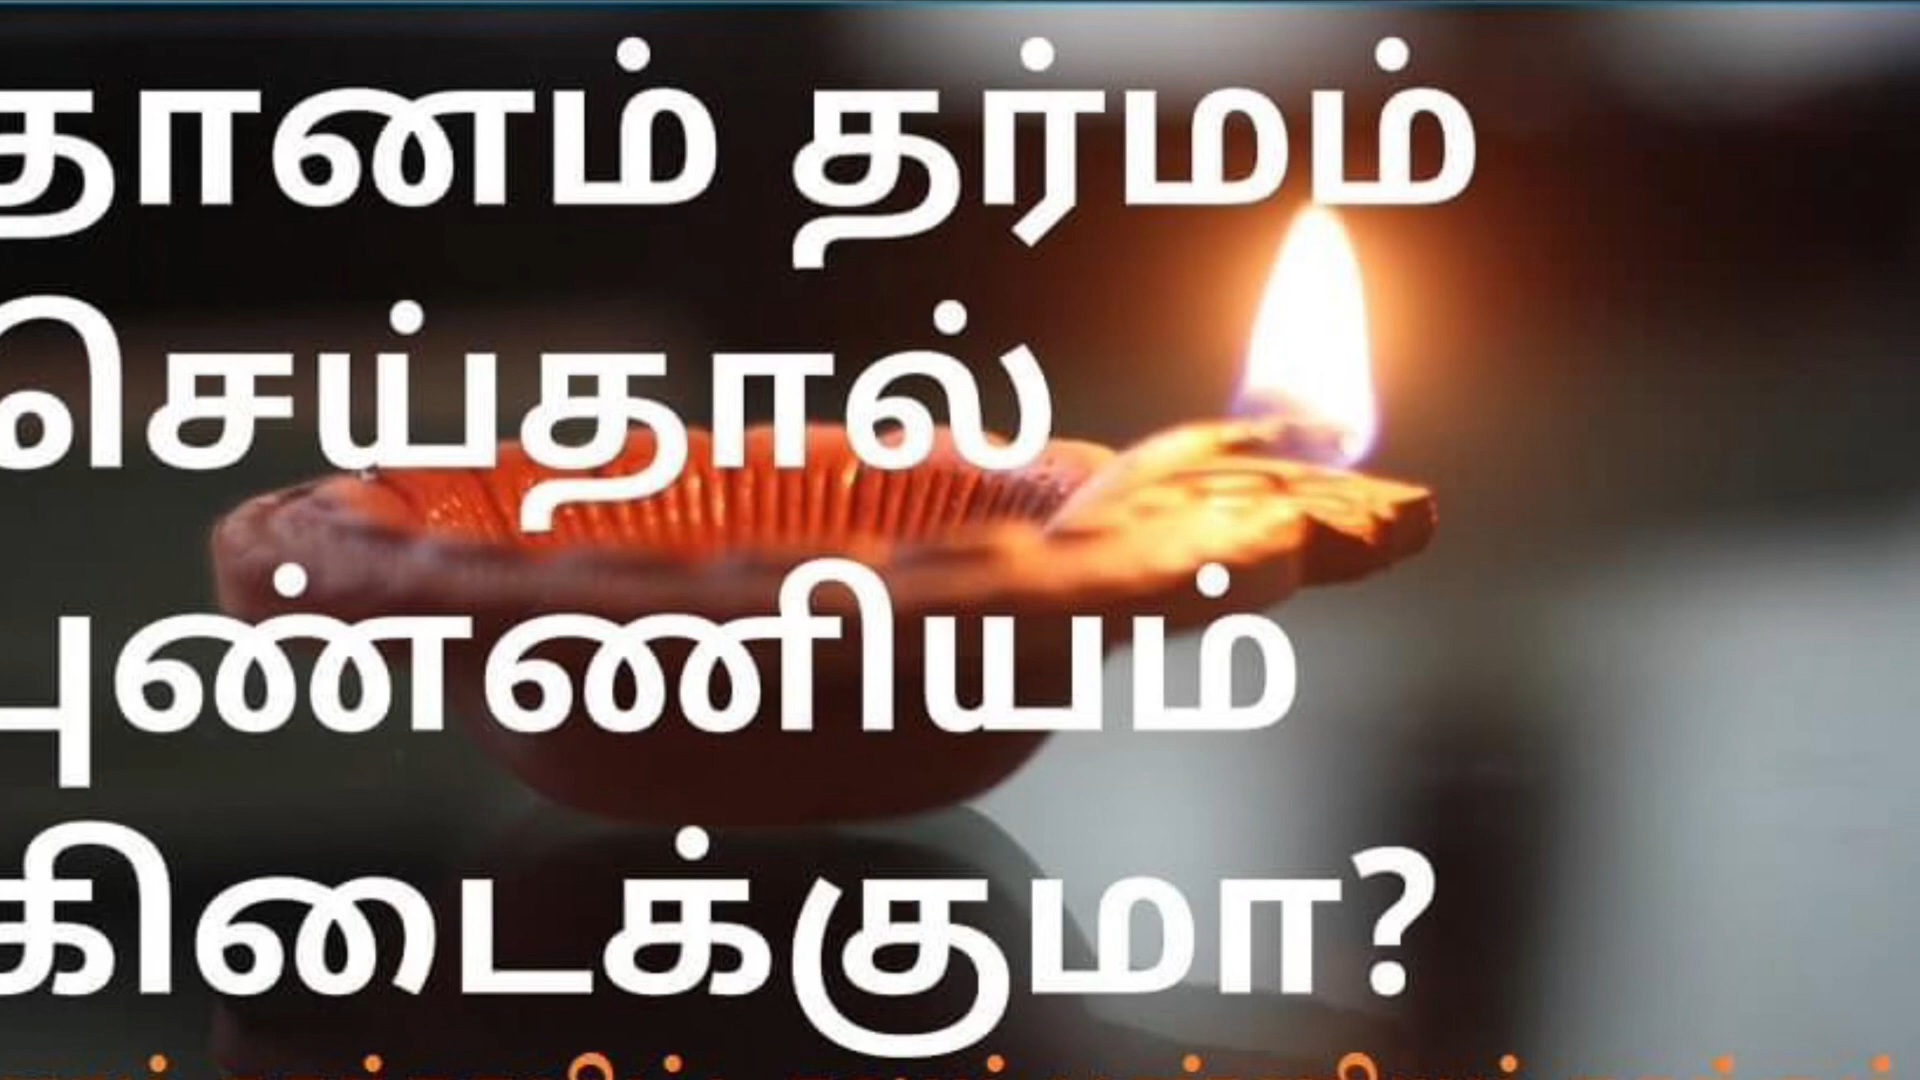 தானம் தர்மம்
செய்தால்
புண்ணியம்
கிடைக்குமா?